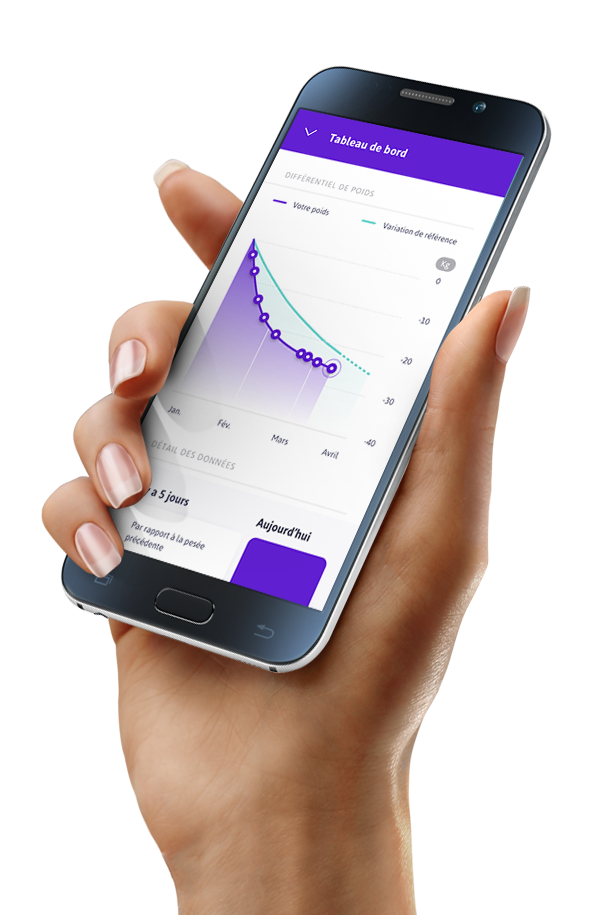 Tableau de bord
DIFFÉRENTIEL DE POIDS
Votre poids
Variation de référence
Kg
0
-10
-20
-30
-40
Jan.
Fév.
Mars
Avril
DÉTAIL DES DONNÉES
a 5 jours
Aujourd'hui
Par rapport à la pesée
précédente